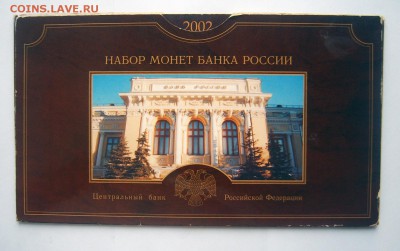 COINS.LAVE.RU
2002
НАБОР МОНЕТ БАНКА РОССИИ
Центральный банк Российской Федерации